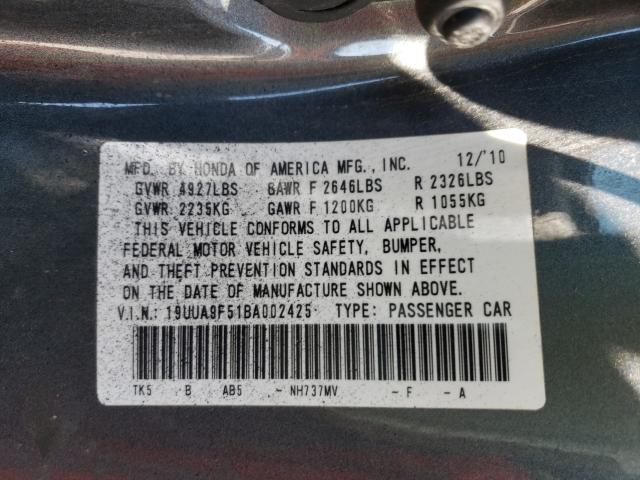 MFD. BY HONDA OF AMERICA MFG., INC. 12/'10
GVWR 4927LBS GAWR F 2646LBS R 2326LBS
GVWR 2235KG GAWR F 1200KG R 1055KG
THIS VEHICLE CONFORMS TO ALL APPLICABLE
FEDERAL MOTOR VEHICLE SAFETY, BUMPER,
AND THEFT PREVENTION STANDARDS IN EFFECT
ON THE DATE OF MANUFACTURE SHOWN ABOVE.
V.I.N.: 19UUA9F51BA002425 TYPE: PASSENGER CAR
TK5 B AB5 - NH737MV - F - A